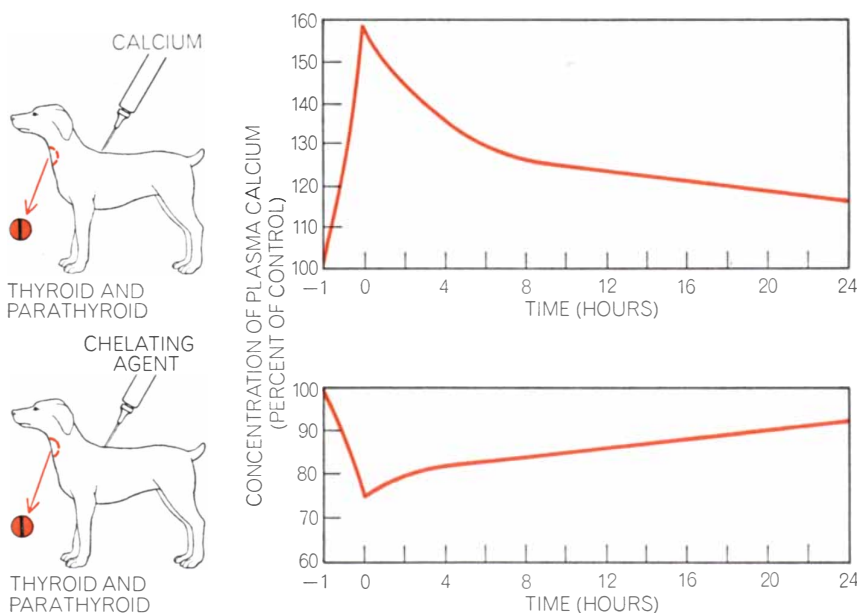 CALCIUM
THYROID AND
PARATHYROID
CHELATING
AGENT
THYROID AND
PARATHYROID
CONCENTRATION OF PLASMA CALCIUM
(PERCENT OF CONTROL)
160
150
140
130
120
110
100
−1 0 4 8 12 16 20 24
TIME (HOURS)
100
90
80
70
60
−1 0 4 8 12 16 20 24
TIME (HOURS)